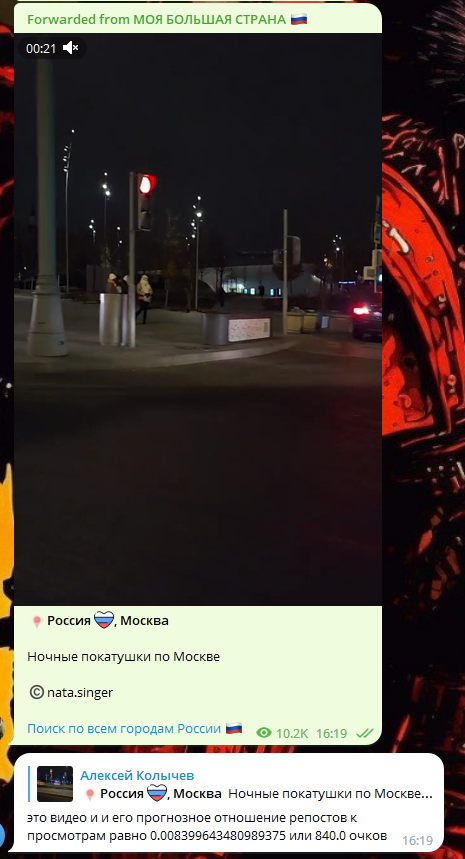 Forwarded from МОЯ БОЛЬШАЯ СТРАНА 🇷🇺
00:21
📍 Россия, Москва
Ночные покатушки по Москве
© nata.singer
Поиск по всем городам России 🇷🇺 10.2K 16:19
Алексей Колычев
📍 Россия, Москва Ночные покатушки по Москве...
это видео и и его прогнозное отношение репостов к
просмотрам равно 0.008399643480989375 или 840.0 очков 16:19